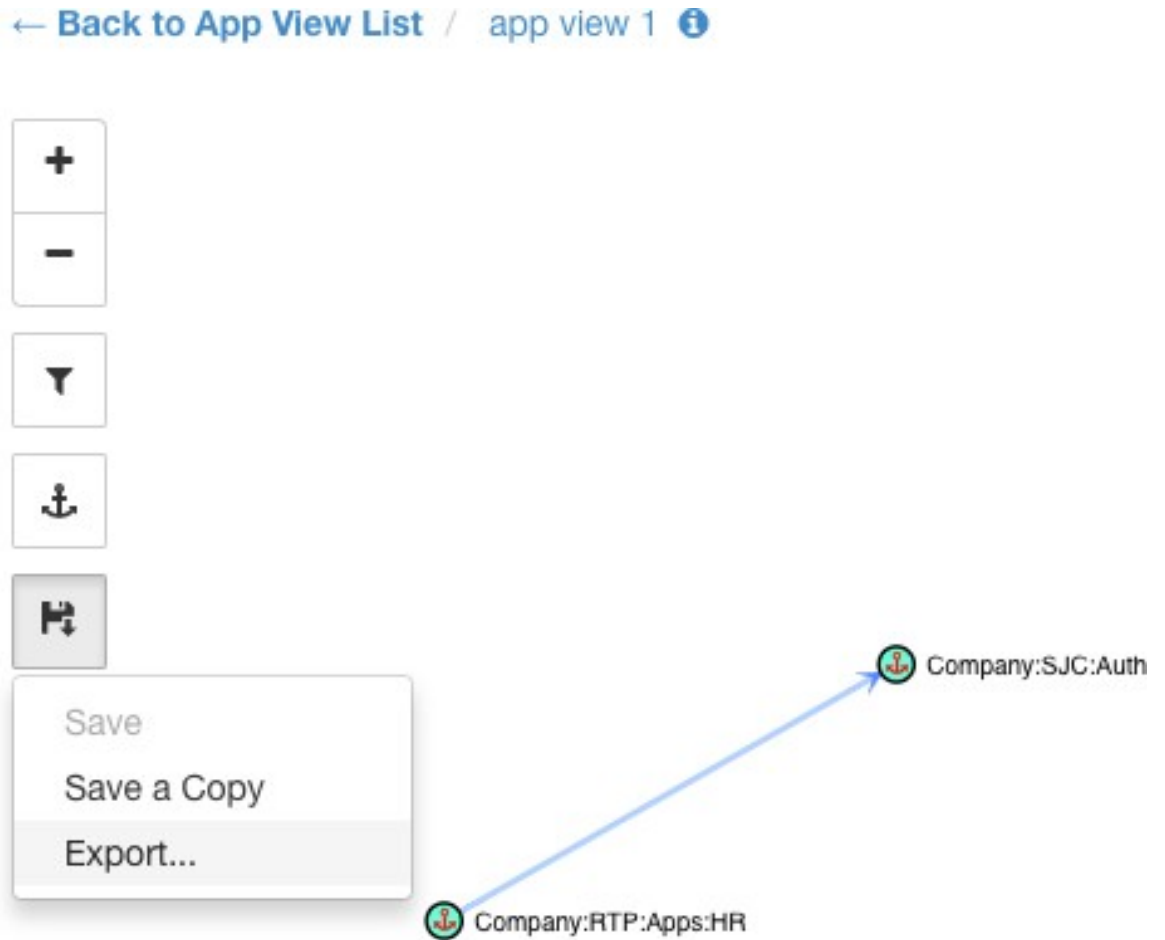 ← Back to App View List / app view 1
Company:SJC:Auth
Save
Save a Copy
Export...
Company:RTP:Apps:HR